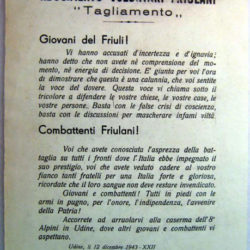 REGGIMENTO VOLONTARI FRIULANI
"Tagliamento"
Giovani del Friuli!
Vi hanno accusati d'incertezza e d'ignavia;
hanno detto che non avete nè comprensione del mo-
mento, nè energia di decisione. E' giunta per voi l'ora
di dimostrare che questa è una calunnia, che voi sentite
la voce del dovere. Questa voce vi chiama sotto il
tricolore a difendere le vostre chiese, le vostre case, le
vostre persone. Basta con le false crisi di coscienza,
basta con le discussioni per mascherare infami viltà.
Combattenti Friulani!
Voi che avete conosciuta l'asprezza della bat-
taglia su tutti i fronti dove l'Italia ebbe impegnato il
suo prestigio, voi che avete veduto cadere al vostro
fianco tanti fratelli per una Italia forte e gloriosa,
ricordate che il loro sangue non deve restare invendicato.
Giovani e combattenti! Tutti in piedi con le
armi in pugno, per l'onore, l'indipendenza, l'avvenire
della Patria!
Accorrete ad arruolarvi alla caserma dell'8°
Alpini in Udine, dove altri giovani e combattenti vi
aspettano.
Udine, li 12 dicembre 1943 - XXII